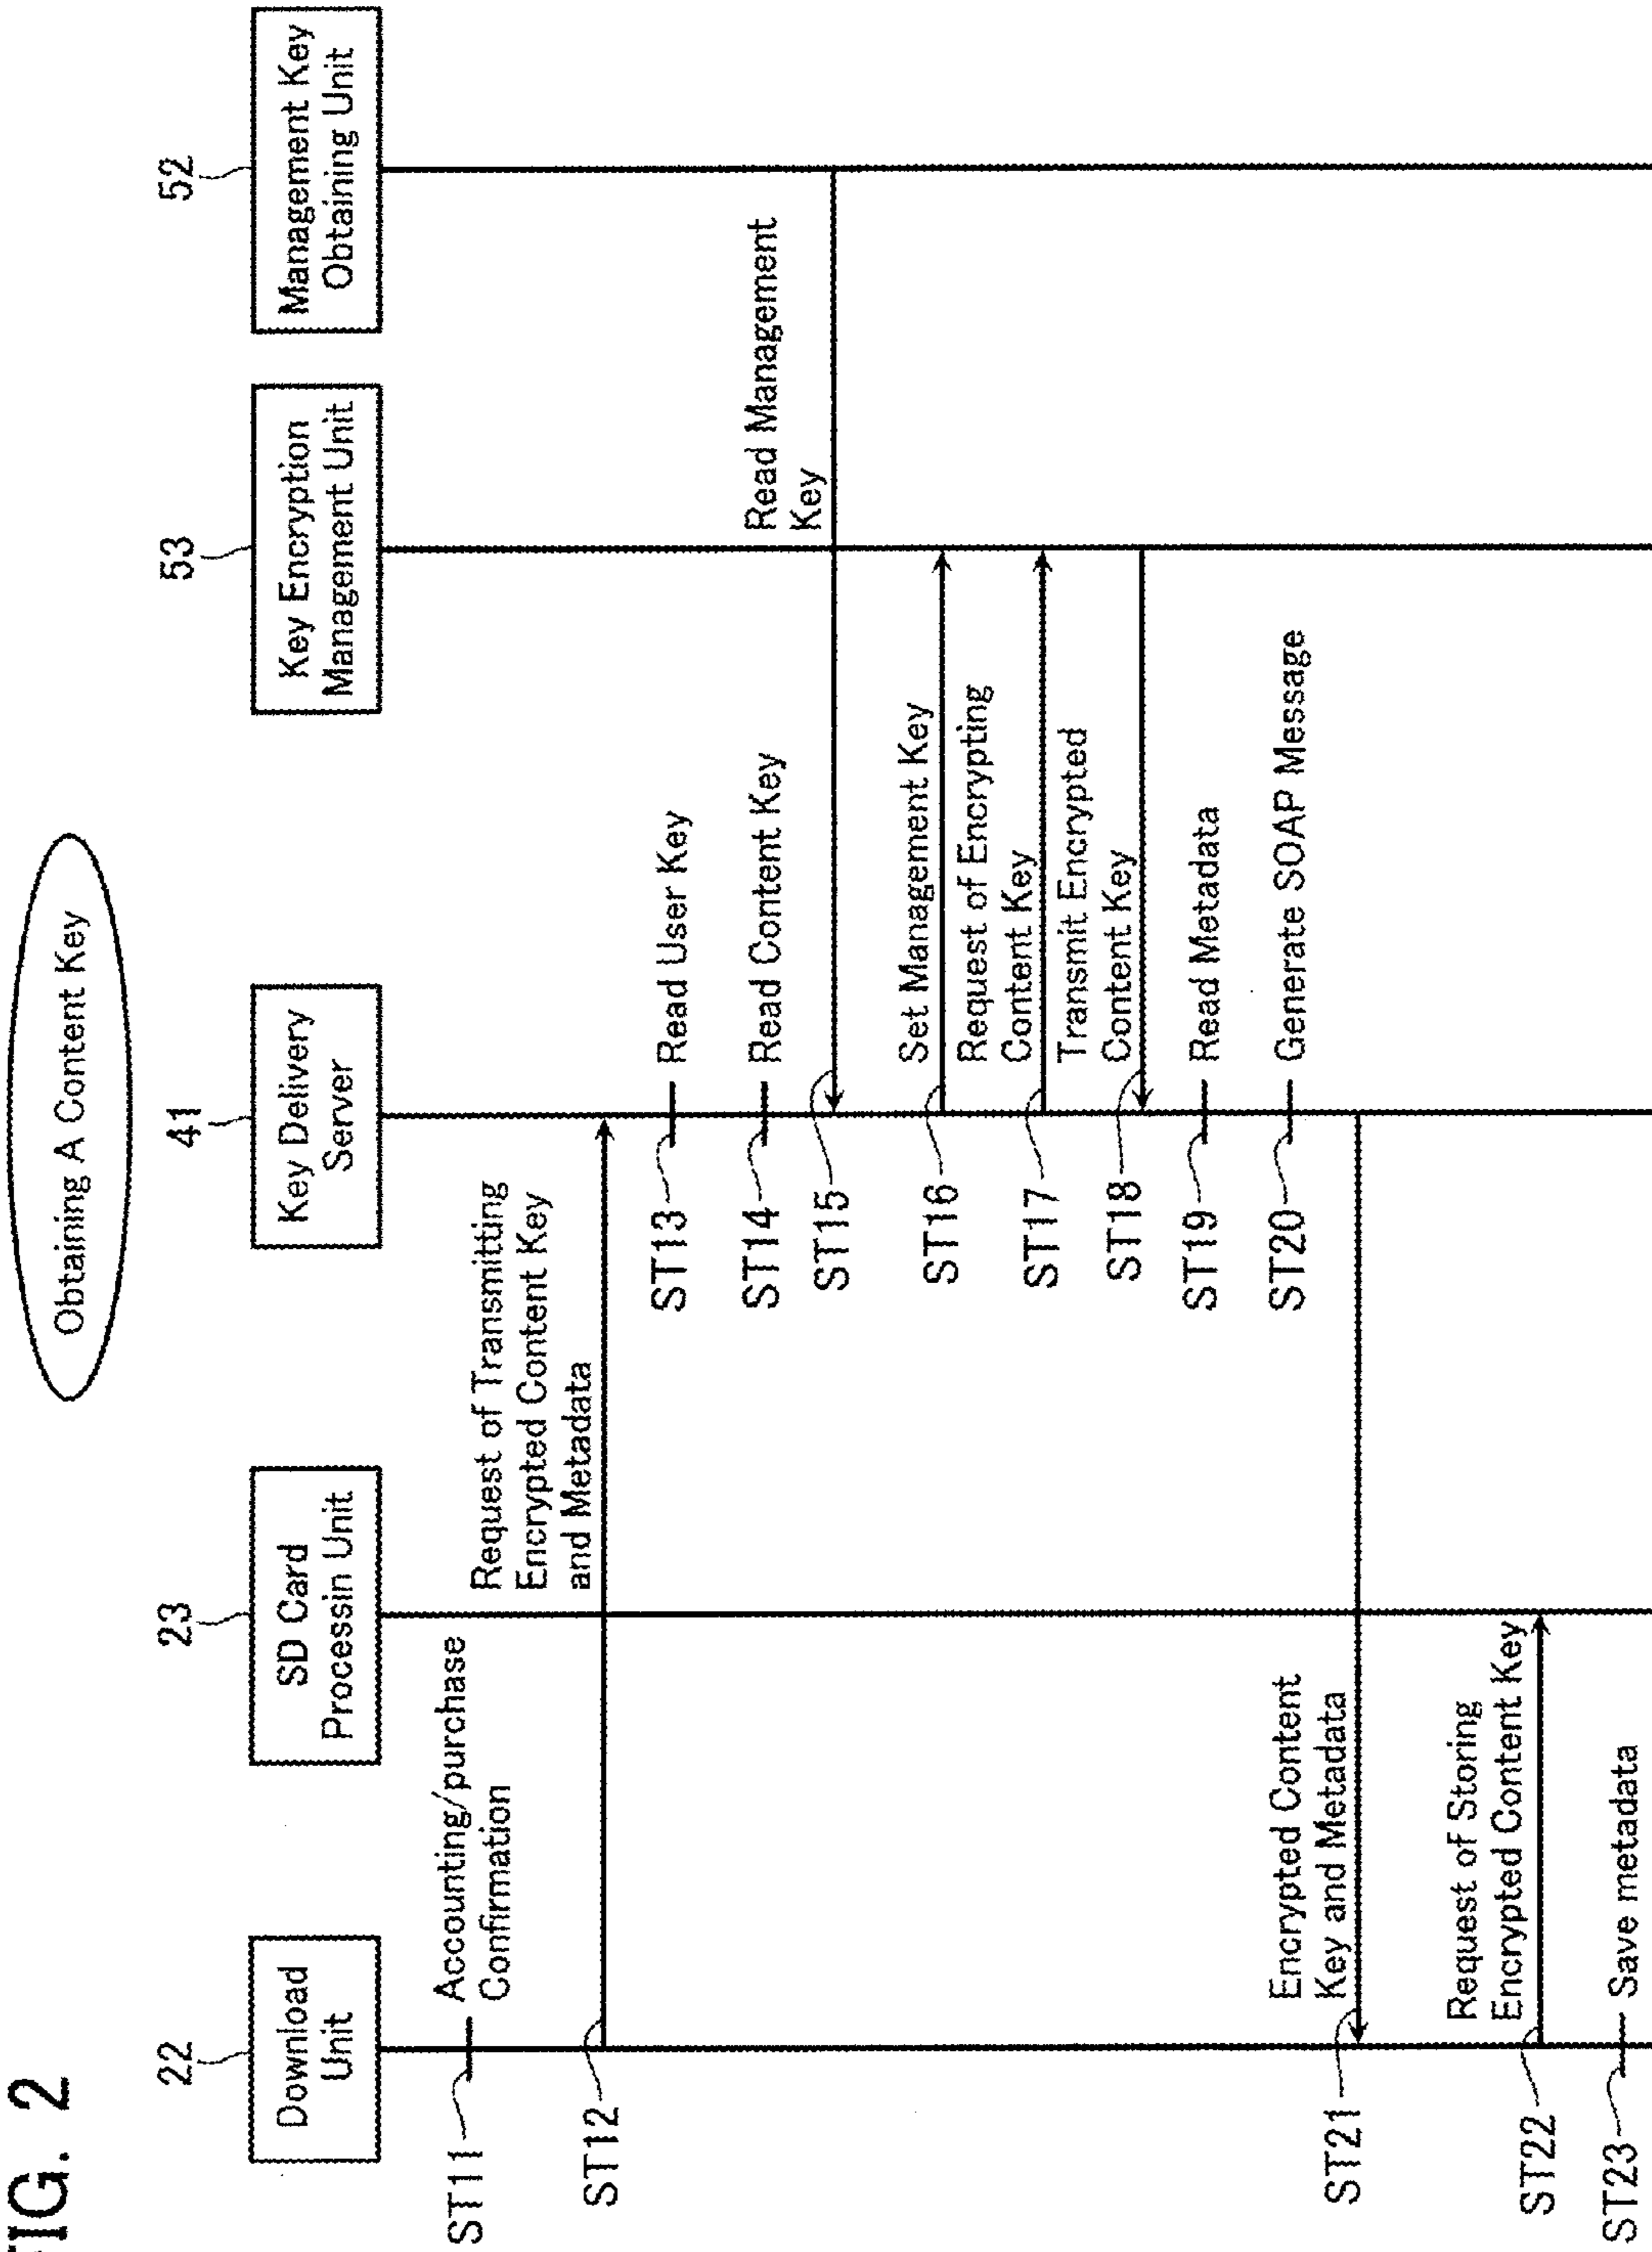 FIG. 2
Obtaining A Content Key
22
23
41
53
52
Download
Unit
SD Card
Processin Unit
Key Delivery
Server
Key Encryption
Management Unit
Management Key
Obtaining Unit
ST11
Accounting/purchase
Confirmation
ST12
Request of Transmitting
Encrypted Content Key
and Metadata
ST13
Read User Key
ST14
Read Content Key
ST15
Read Management
Key
ST16
Set Management Key
ST17
Request of Encrypting
Content Key
ST18
Transmit Encrypted
Content Key
ST19
Read Metadata
ST20
Generate SOAP Message
ST21
Encrypted Content
Key and Metadata
ST22
Request of Storing
Encrypted Content Key
ST23
Save metadata